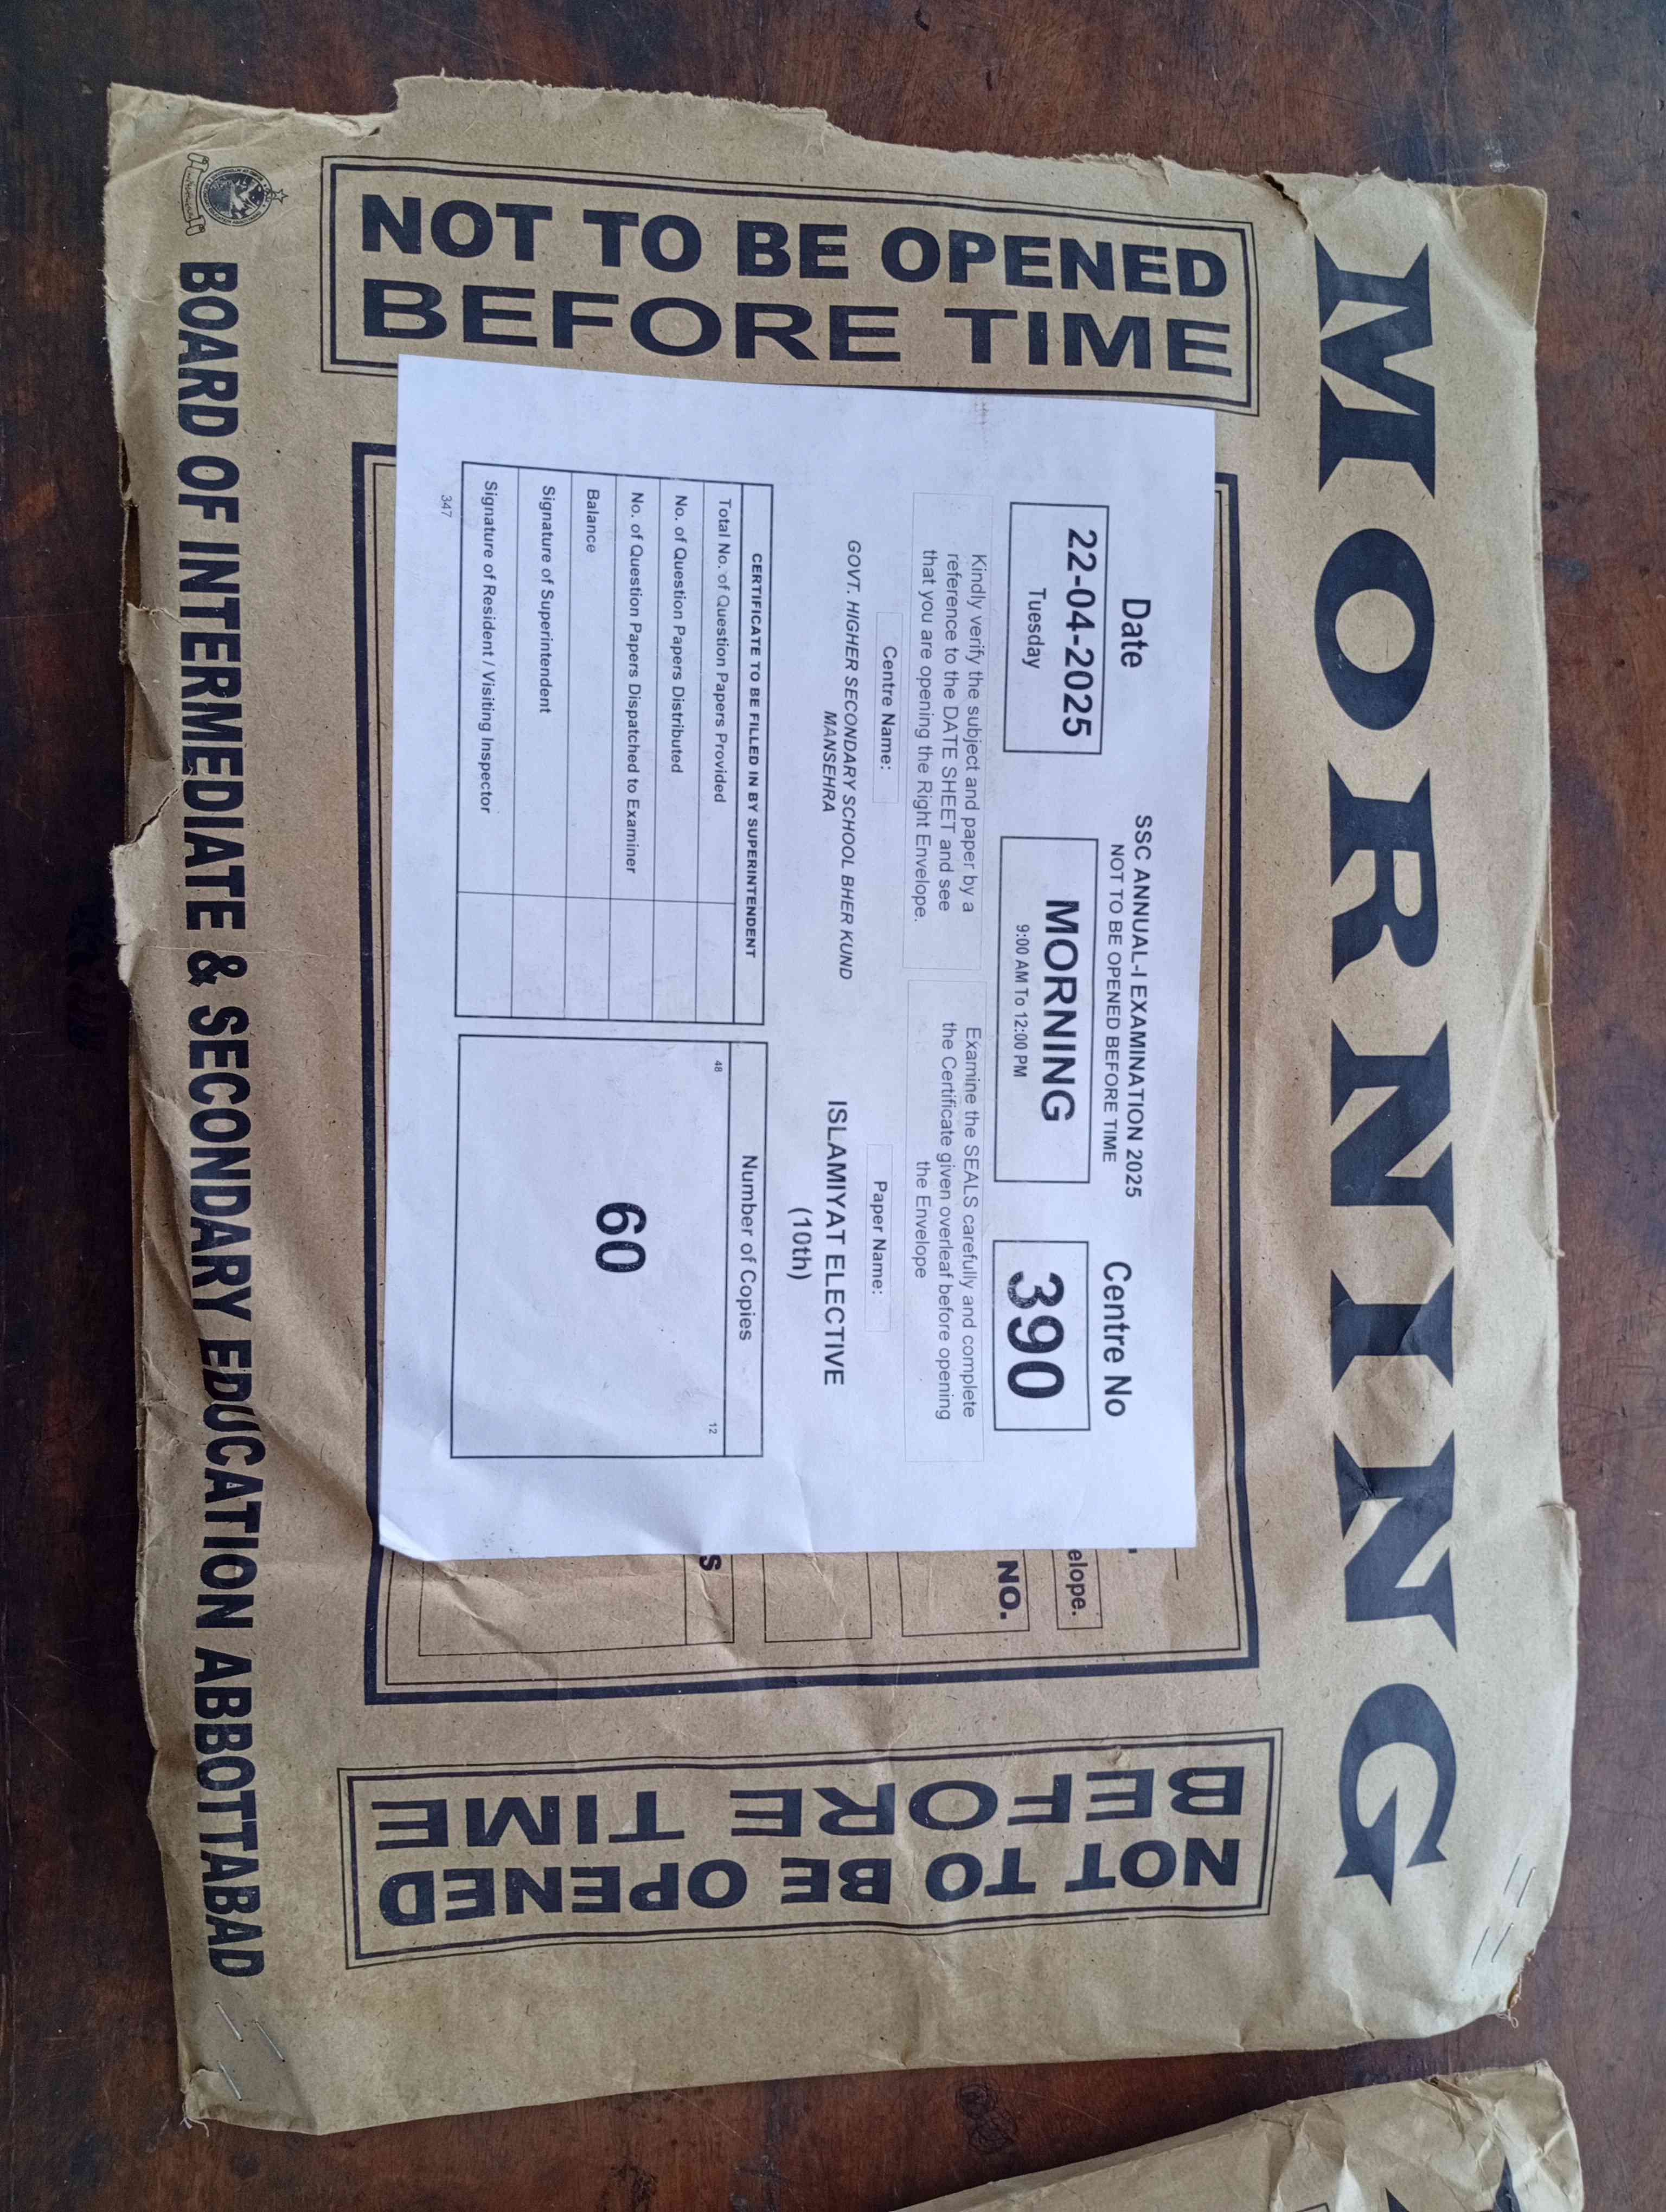 MORNING
NOT TO BE OPENED
BEFORE TIME
Date
22-04-2025
Tuesday
SSC ANNUAL-I EXAMINATION 2025
NOT TO BE OPENED BEFORE TIME
MORNING
9:00 AM To 12:00 PM
Centre No
390
Kindly verify the subject and paper by a
reference to the DATE SHEET and see
that you are opening the Right Envelope.
Examine the SEALS carefully and complete
the Certificate given overleaf before opening
the Envelope
Centre Name:
GOVT. HIGHER SECONDARY SCHOOL BHER KUND
MANSEHRA
Paper Name:
ISLAMIYAT ELECTIVE
(10th)
CERTIFICATE TO BE FILLED IN BY SUPERINTENDENT
Total No. of Question Papers Provided
No. of Question Papers Distributed
No. of Question Papers Dispatched to Examiner
Balance
Signature of Superintendent
Signature of Resident / Visiting Inspector
347
Number of Copies
48
12
60
elope.
NO.
S
NOT TO BE OPENED
BEFORE TIME
BOARD OF INTERMEDIATE & SECONDARY EDUCATION ABBOTTABAD